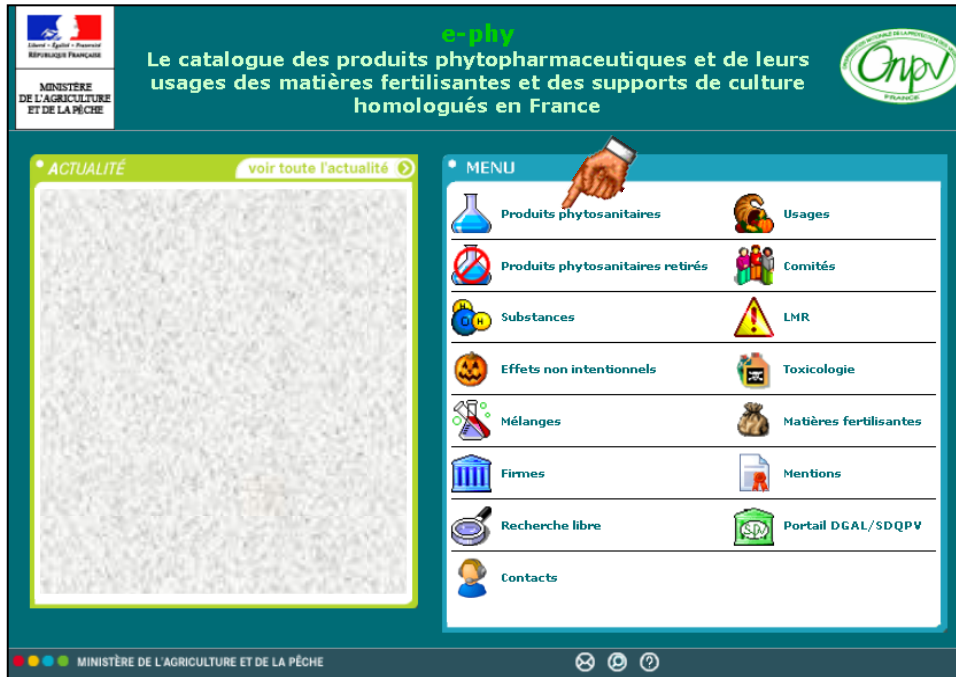 Liberté • Égalité • Fraternité
RÉPUBLIQUE FRANÇAISE
MINISTÈRE
DE L'AGRICULTURE
ET DE LA PÊCHE
e-phy
Le catalogue des produits phytopharmaceutiques et de leurs
usages des matières fertilisantes et des supports de culture
homologués en France
Onpv
FRANCE
ACTUALITÉ
voir toute l'actualité
MENU
Produits phytosanitaires
Usages
Produits phytosanitaires retirés
Comités
Substances
LMR
Effets non intentionnels
Toxicologie
Mélanges
Matières fertilisantes
Firmes
Mentions
Recherche libre
Portail DGAL/SDQPV
Contacts
MINISTÈRE DE L'AGRICULTURE ET DE LA PÊCHE